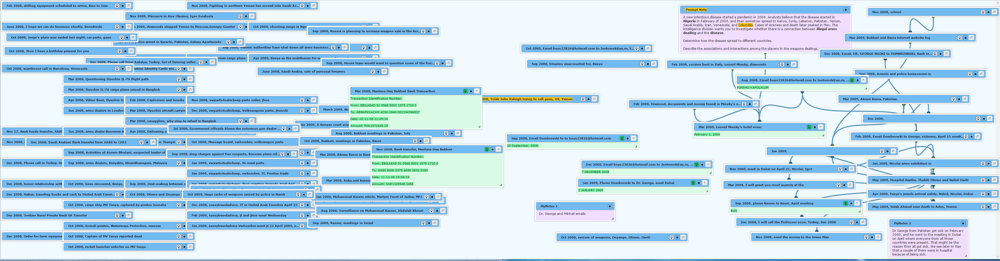 Feb 2008, drilling equipment scheduled to arrive, Kiev to Iran
Nov 2008, Fighting in northern Yemen has moved into Saudi Ar...
Nov 2008, Massacre in Kiev Ukraine, Igor Sviatosla
June 2008, I hope we can do business shortly, Borodinski
2009, diamonds shipped Yemen to Moscow,Georgiy Giunter
Oct 2008, shooting range in
Sep 2009, Russia is planning to increase weapon sale in the Asi...
Oct 2008, Jorge's place was raided last night, car parts, guns
police arrest in Karachi, Pakistan, Galaxy Apartments
Sep 2008, Yemeni authorities have shut down all arms business...
Oct 2008, Jhon I have a birthday present for you
Dec 2008, Phone call from Antalya, Turkey, list of farming seller...
cargo plane
Apr 2009, Kenya as the middleman for
Sep 2008, House team would want to question some of the forc...
Oct 2008, warehouse call in Barcelona, Venezuela
Identity Cards sto...
June 2008, Saudi Arabia, sale of personal firearms
Mar 2008, Questioning Ilyushin IL-76 flight path
Mar 2008, Ilyushin IL-76 cargo plane seized in Bangkok
Apr 2008, Viktor Bout, Ilyushin IL
Feb 2008, Explosives and bombs
Nov 2008, vwparts4salecheep parts order, jhon
Jun 2008, arms dealers in London
Mar 2008, Ilyushin aircraft carryin
Dec 2008, vwparts4salecheep, Volkswagons parts, jtomski
March 2009, No
Mar 2008, smugglers, why stop to refuel in Bangkok
Jan 2009, A Kenyan court acq
Jul 2008, Government officials blame the notorious gun dealer ...
Nov 17, Bank funds transfer, SA80
Jun 2008, arms dealer Boonmee K
Apr 2008, Delivering o
Aug 2008, Bukhari meetings in Pakistan, July
Nov 2008,
Dec 2008, Saudi Arabian Bank transfer from SA80 to CH51
az Jhangvi
Oct 2008, Message board, vwhombre, volkswagon parts
Oct 2008, Bukhari, meetings in Pakistan, Basra
Sep 2008, Activities of Azeem Bhutani, suspected leader of
Sep 2008, drop charges against five suspects, Russian plane ref...
Mar 2008, Akram Basra in Kara
Dec 2008, Phone call in Turkey, Ha
Sep 2008, arms dealers, Kuryakin, Khemkhaengare, Malaysia
Jan 2009, vwparts4salecheep, JG need parts
Jan 2009, vwparts4salecheep, vwhombre, JT, Pontiac trade
Mar 2009, Anka and Kasem
Dec 2008, honor relationship with
Oct 2008, Guns recovered, Kenya,
Sep 2008, Deal-making between o
Jan 2009, vwparts4salecheep, Jhon meeting jtomski, Arab Sail
Dec 2008, Hakan, traveling books and cash to United Arab Emeri...
Oct 2008, Otieno and Onyango
Oct 2008, Huge cache of weapons seized by police in Narok
Jan 2008, Muhammad Kasem article, Martyrs Front of Judea, MFJ
Oct 2008, cargo ship MV Tanya, captured by pirates Somalia
Dec 2008, savvytraveladvice, JT in United Arab Emerites April 23
Aug 2008, Surveillance on Muhammad Kasem, Abdulah Khouri
Dec 2008, Jordain Basel Private Bank SA Transfer
Feb 2009, savvytraveladvice, jt and jhon meet Wednesday
Sep 2008, Kasem, meetings in Israel
Oct 2008, Somali pirates, Waterways Protection, ransom
Jan 2009, savvytraveladvice Vwhombre meet jt 22 April 2009, e...
Dec 2008, Order for farm equipme
Oct 2008, Captain of MV Tanya reported dead
Oct 2008, rocket launcher vehicles on MV Tanya
Mar 2008, Maulana Haq Bukhari Bank Transaction
Transaction Identification Number:
From: EBILAEAD 51 0568 8001 1575 1710 0
To: ABNAPKKACKH 4230-1840-001194396527
Date: 02-11-08 11:29:16
Amount: PAK1571649.15
2008, Tolah John Raleigh trying to sell guns, US, Yemen
Nov 2008, Bank transfer, Maulana Haq Bukhari
Transaction Identification Number:
From: EBILAEAD 51 0568 8001 1575 1710 0
To: SA80 8000 0375 6080 2632 0160
Date: 11-11-08 15:56:19
Amount: SAR1325548.3458
Oct 2008, Email boyo23826@hotmail.com to Joetomsk@au.ru, t...
Sep 2008, firearms unaccounted for, Kenya
Sep 2008, Email Dombrovski to to boyo23826@hotmail.com
20 September, 2008.
Dec 2008, Email boyo23826@hotmail.com to Joetomsk@au.ru, ...
7 DECEMBER 2008
Jan 2009, Phone Dombrovski to Dr. George, meet Dubai
2 JANUARY 2009
MyNotes 1
Dr. George and Mikhail emails
Oct 2008, seizure of weapons, Onyango, Otieno, Owiti
Prompt Note
A new infectious disease started a pandemic in 2009. Analysts believe that the disease started in
Nigeria in February of 2009, and then somehow spread to Kenya, Syria, Lebanon, Pakistan, Yemen,
Saudi Arabia, Iran, Venezuela, and Columbia. Cases of sickness and death later peaked in May. The
intelligence division wants you to investigate whether there is a connection between illegal arms
dealing and the disease.
Determine how the disease spread to different countries.
Describe the associations and interactions among the players in the weapons dealings.
Nov 2008, school
Mar 2009, Bukhari and Basra internet website log
Dec 2008, Email, DR. GEORGE NGOKI to DOMBROVKSI, Bank in...
Feb 2009, cocaine bust in Italy, Leonid Minsky, diamonds
Sep 2008, Arrests and police harassment in
Aug 2008, Email boyo23826@hotmail.com to Joetomsk@au.ru, ...
FUNSHO KAPOLALUM
Mar 2009, Akram Basra, Pakistan,
Feb 2009, Diamond, documents and money found in Minsky's o...
Dec 2008,
Mar 2009, Leonid Minsky's hotel room
February 1, 2009
Feb 2009, Email Dombrovski to George, sickness, April 15 meeti...
Jan 2009,
Jan 2009, Nicolai arms exhibition in
Nov 2008, meet in Dubai on April 21, Nicolai, Igor
May 2009, Hospital deaths, Thabiti Otieno and Nahid Owiti
Mar 2009, I will greet you most warmly at the
Apr 2009, Tanya's jewels arrived safely, Nahid, Nicolai, Dubai
Sep 2008, phone Kasem to Kouri, April meeting
Burj
May 2009, Salah Ahmed near death in Aden, Yemen
Dec 2008, I will call the Professor soon, Turkey, Dec 2008
Nov 2008, send the money to the Green Man
MyNotes 2
Dr George from Pakistan got sick on February
2009, and he went to the meeting in Dubai
on April where everyone from all those
countries were present. That might be the
reason they all got sick. We see later in May
that a couple of them were in hospital
because of being sick.